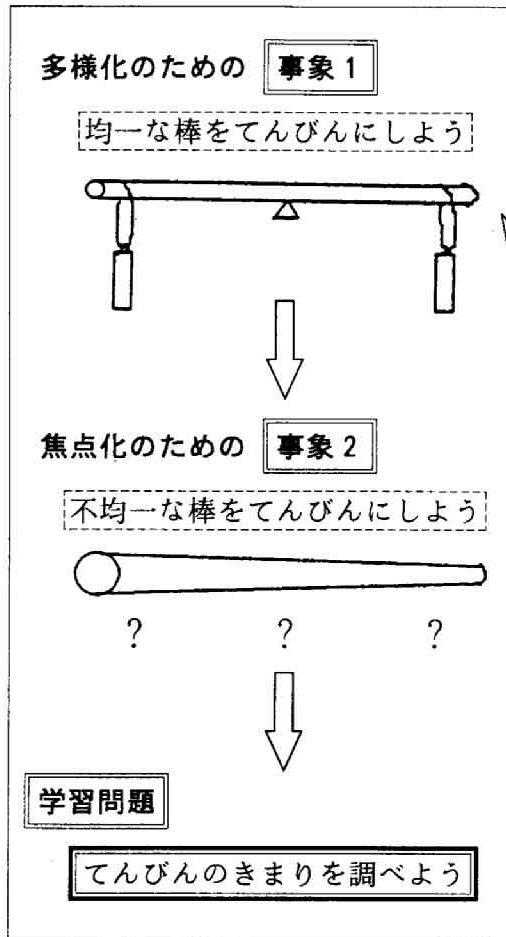 多様化のための 事象1
均一な棒をてんびんにしよう
焦点化のための 事象2
不均一な棒をてんびんにしよう
? ? ?
学習問題
てんびんのきまりを調べよう